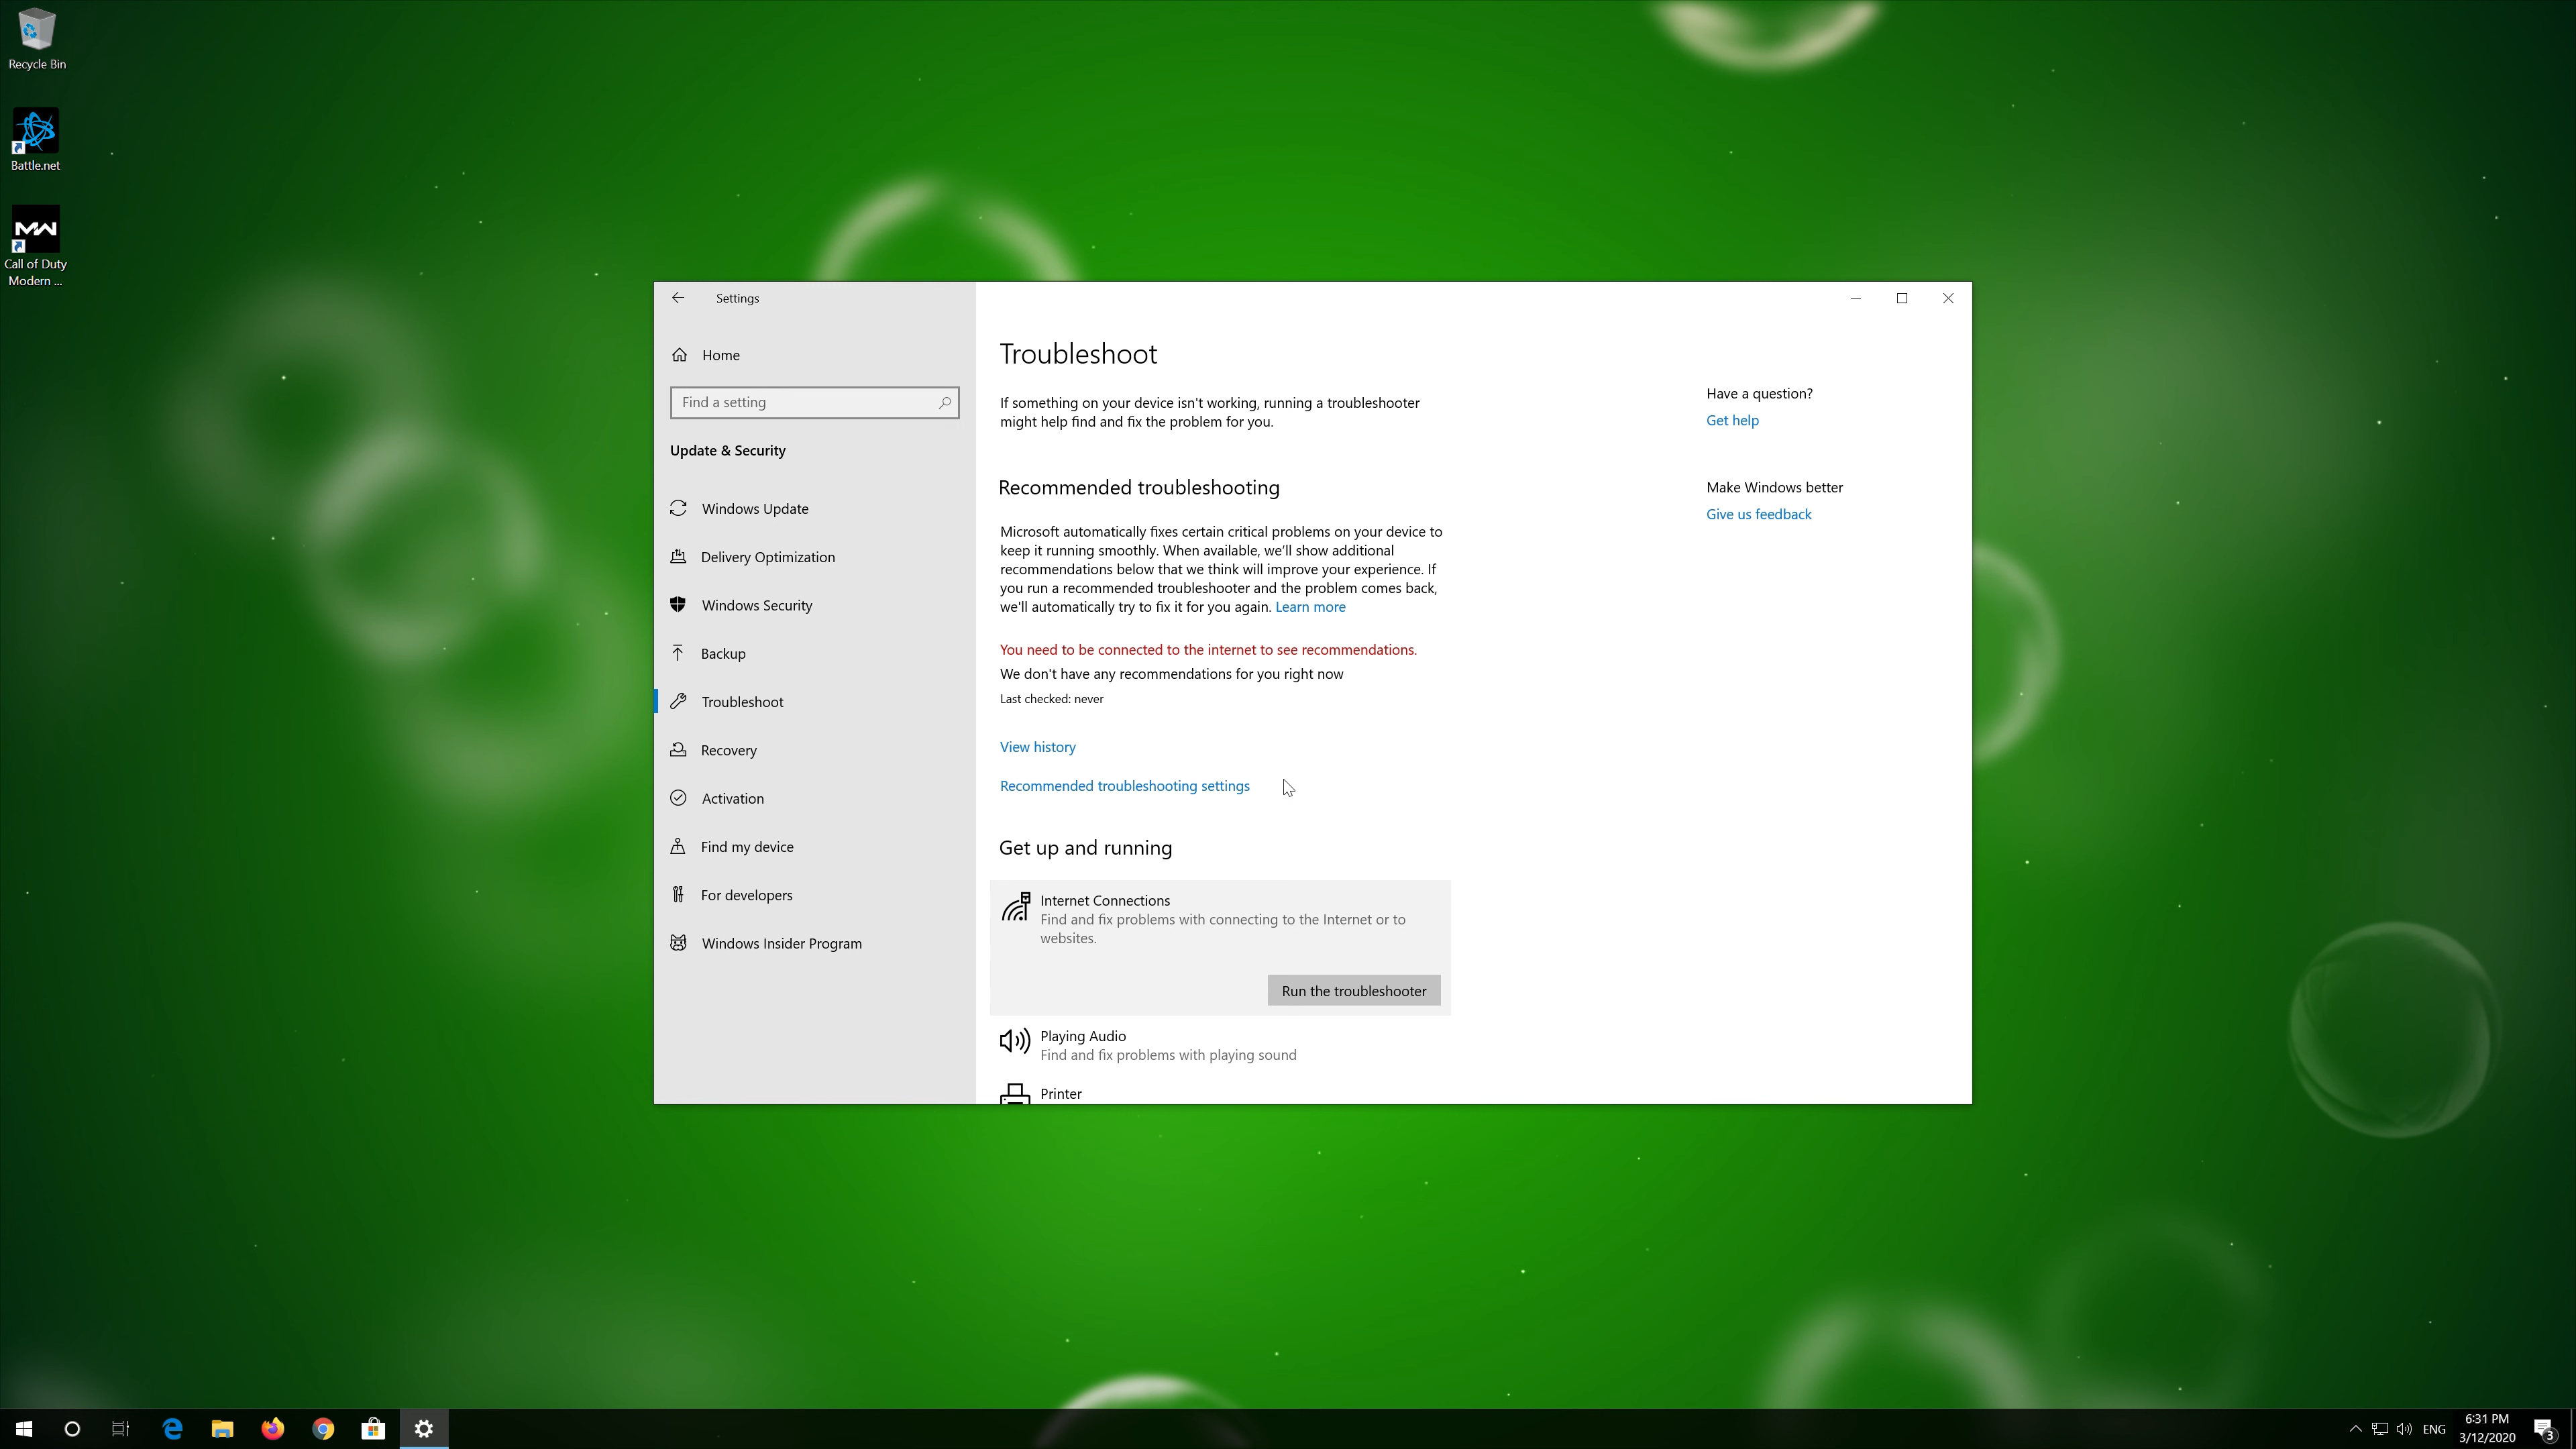 Recycle Bin
Battle.net
MW
Call of Duty
Modern ...
Settings
Home
Find a setting
Update & Security
Windows Update
Delivery Optimization
Windows Security
Backup
Troubleshoot
Recovery
Activation
Find my device
For developers
Windows Insider Program
Troubleshoot
If something on your device isn't working, running a troubleshooter
might help find and fix the problem for you.
Recommended troubleshooting
Microsoft automatically fixes certain critical problems on your device to
keep it running smoothly. When available, we'll show additional
recommendations below that we think will improve your experience. If
you run a recommended troubleshooter and the problem comes back,
we'll automatically try to fix it for you again. Learn more
You need to be connected to the internet to see recommendations.
We don't have any recommendations for you right now
Last checked: never
View history
Recommended troubleshooting settings
Get up and running
Internet Connections
Find and fix problems with connecting to the Internet or to
websites.
Run the troubleshooter
Playing Audio
Find and fix problems with playing sound
Printer
Have a question?
Get help
Make Windows better
Give us feedback
ENG
6:31 PM
3/12/2020
3